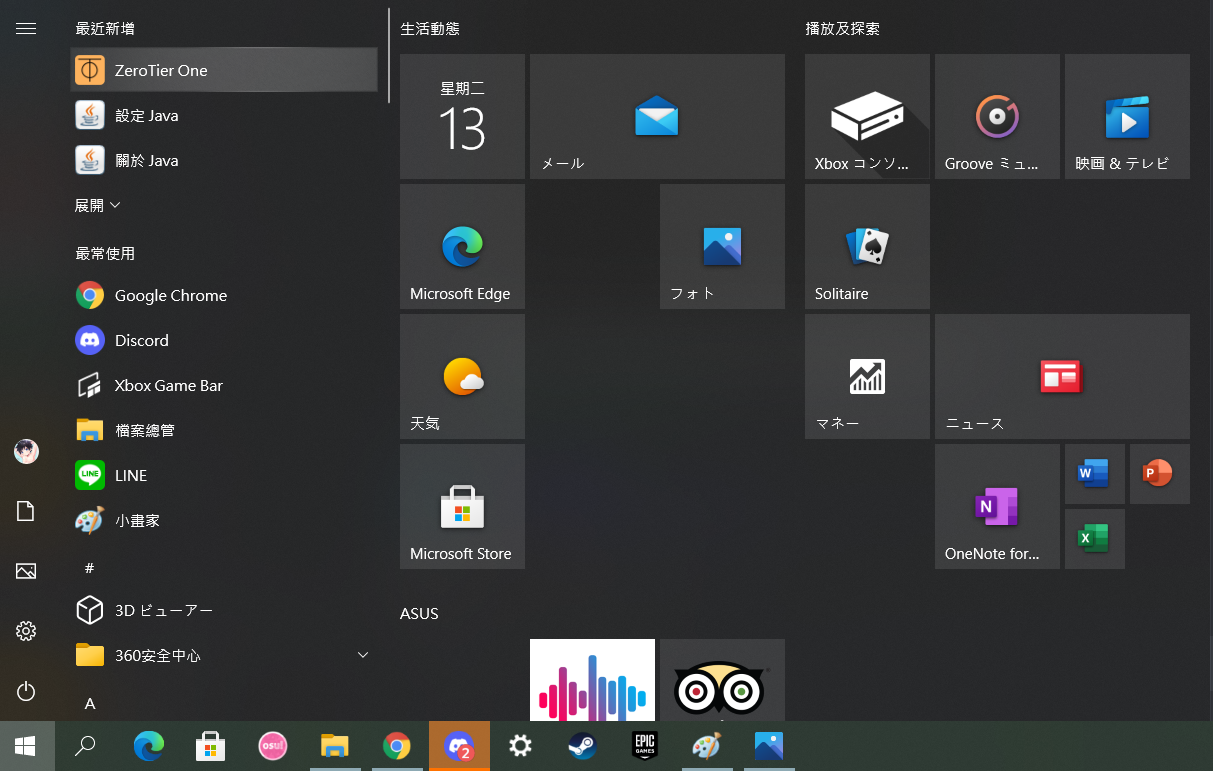 最近新增
ZeroTier One
設定 Java
關於 Java
展開
最常使用
Google Chrome
Discord
Xbox Game Bar
檔案總管
LINE
LINE
小畫家
#
3D ビューアー
360安全中心
A
生活動態
星期二
13
メール
Microsoft Edge
フォト
天気
Microsoft Store
ASUS
播放及探索
Xbox コンソ...
Groove ミュ...
映画 & テレビ
Solitaire
マネー
ニュース
N
OneNote for...
W
P
X
osu!
2
EPIC
GAMES